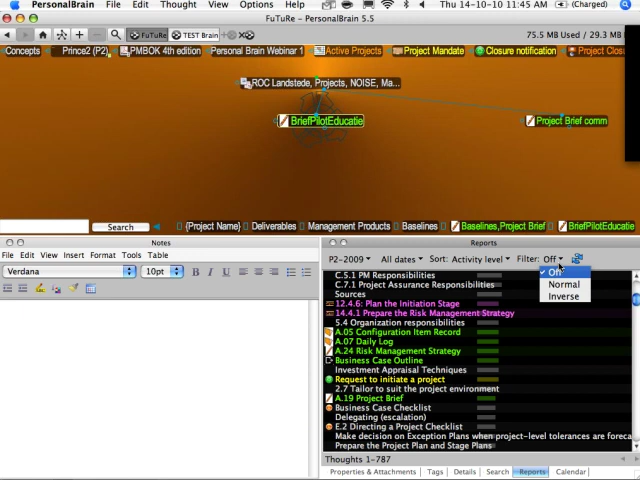 PersonalBrain File Edit Thought View Options Help Thu 14-10-10 11:45 AM (Charged)
FuTuRe -- PersonalBrain 5.5
FuTuRe TEST Brain 75.5 MB Used / 29.3 MB
Concepts Prince2 (P2) PMBOK 4th edition Personal Brain Webinar 1 Active Projects Project Mandate Closure notification Project Closu
ROC Landstede, Projects, NOISE, Ma...
BriefPilotEducatie Project Brief comm
Search {Project Name} Deliverables Management Products Baselines Baselines,Project Brief BriefPilotEducatie
Notes
File Edit View Insert Format Tools Table
Verdana 10pt B I U
Reports
P2-2009 All dates Sort: Activity level Filter: Off
Off
Normal
Inverse
C.5.1 PM Responsibilities
C.7.1 Project Assurance Responsibilities
Sources
12.4.6: Plan the Initiation Stage
14.4.1 Prepare the Risk Management Strategy
5.4 Organization responsibilities
A.05 Configuration Item Record
A.07 Daily Log
A.24 Risk Management Strategy
Business Case Outline
Investment Appraisal Techniques
Request to initiate a project
2.7 Tailor to suit the project environment
A.19 Project Brief
Business Case Checklist
Delegating (escalation)
E.2 Directing a Project Checklist
Make decision on Exception Plans when project-level tolerances are foreca
Prepare the Project Plan and Stage Plans
Thoughts 1-787
Properties & Attachments Tags Details Search Reports Calendar